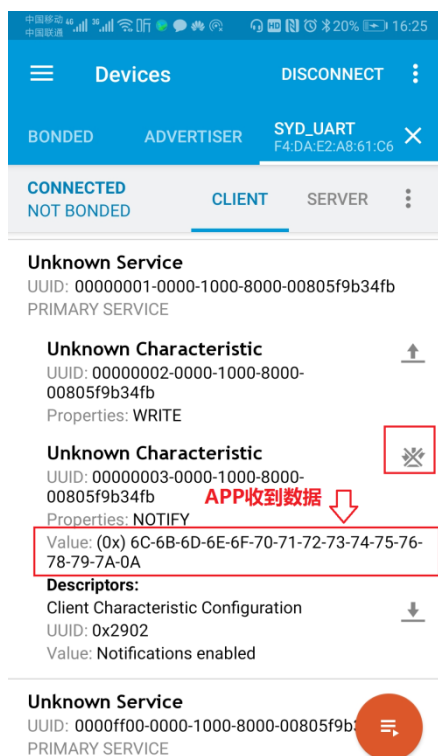 中国移动 4G 3G HD 20% 16:25
中国联通
Devices DISCONNECT
BONDED ADVERTISER SYD_UART
F4:DA:E2:A8:61:C6
CONNECTED
NOT BONDED CLIENT SERVER
Unknown Service
UUID: 00000001-0000-1000-8000-00805f9b34fb
PRIMARY SERVICE
Unknown Characteristic
UUID: 00000002-0000-1000-8000-
00805f9b34fb
Properties: WRITE
Unknown Characteristic
UUID: 00000003-0000-1000-8000-
00805f9b34fb
APP收到数据
Properties: NOTIFY
Value: (0x) 6C-6B-6D-6E-6F-70-71-72-73-74-75-76-
78-79-7A-0A
Descriptors:
Client Characteristic Configuration
UUID: 0x2902
Value: Notifications enabled
Unknown Service
UUID: 0000ff00-0000-1000-8000-00805f9b
PRIMARY SERVICE